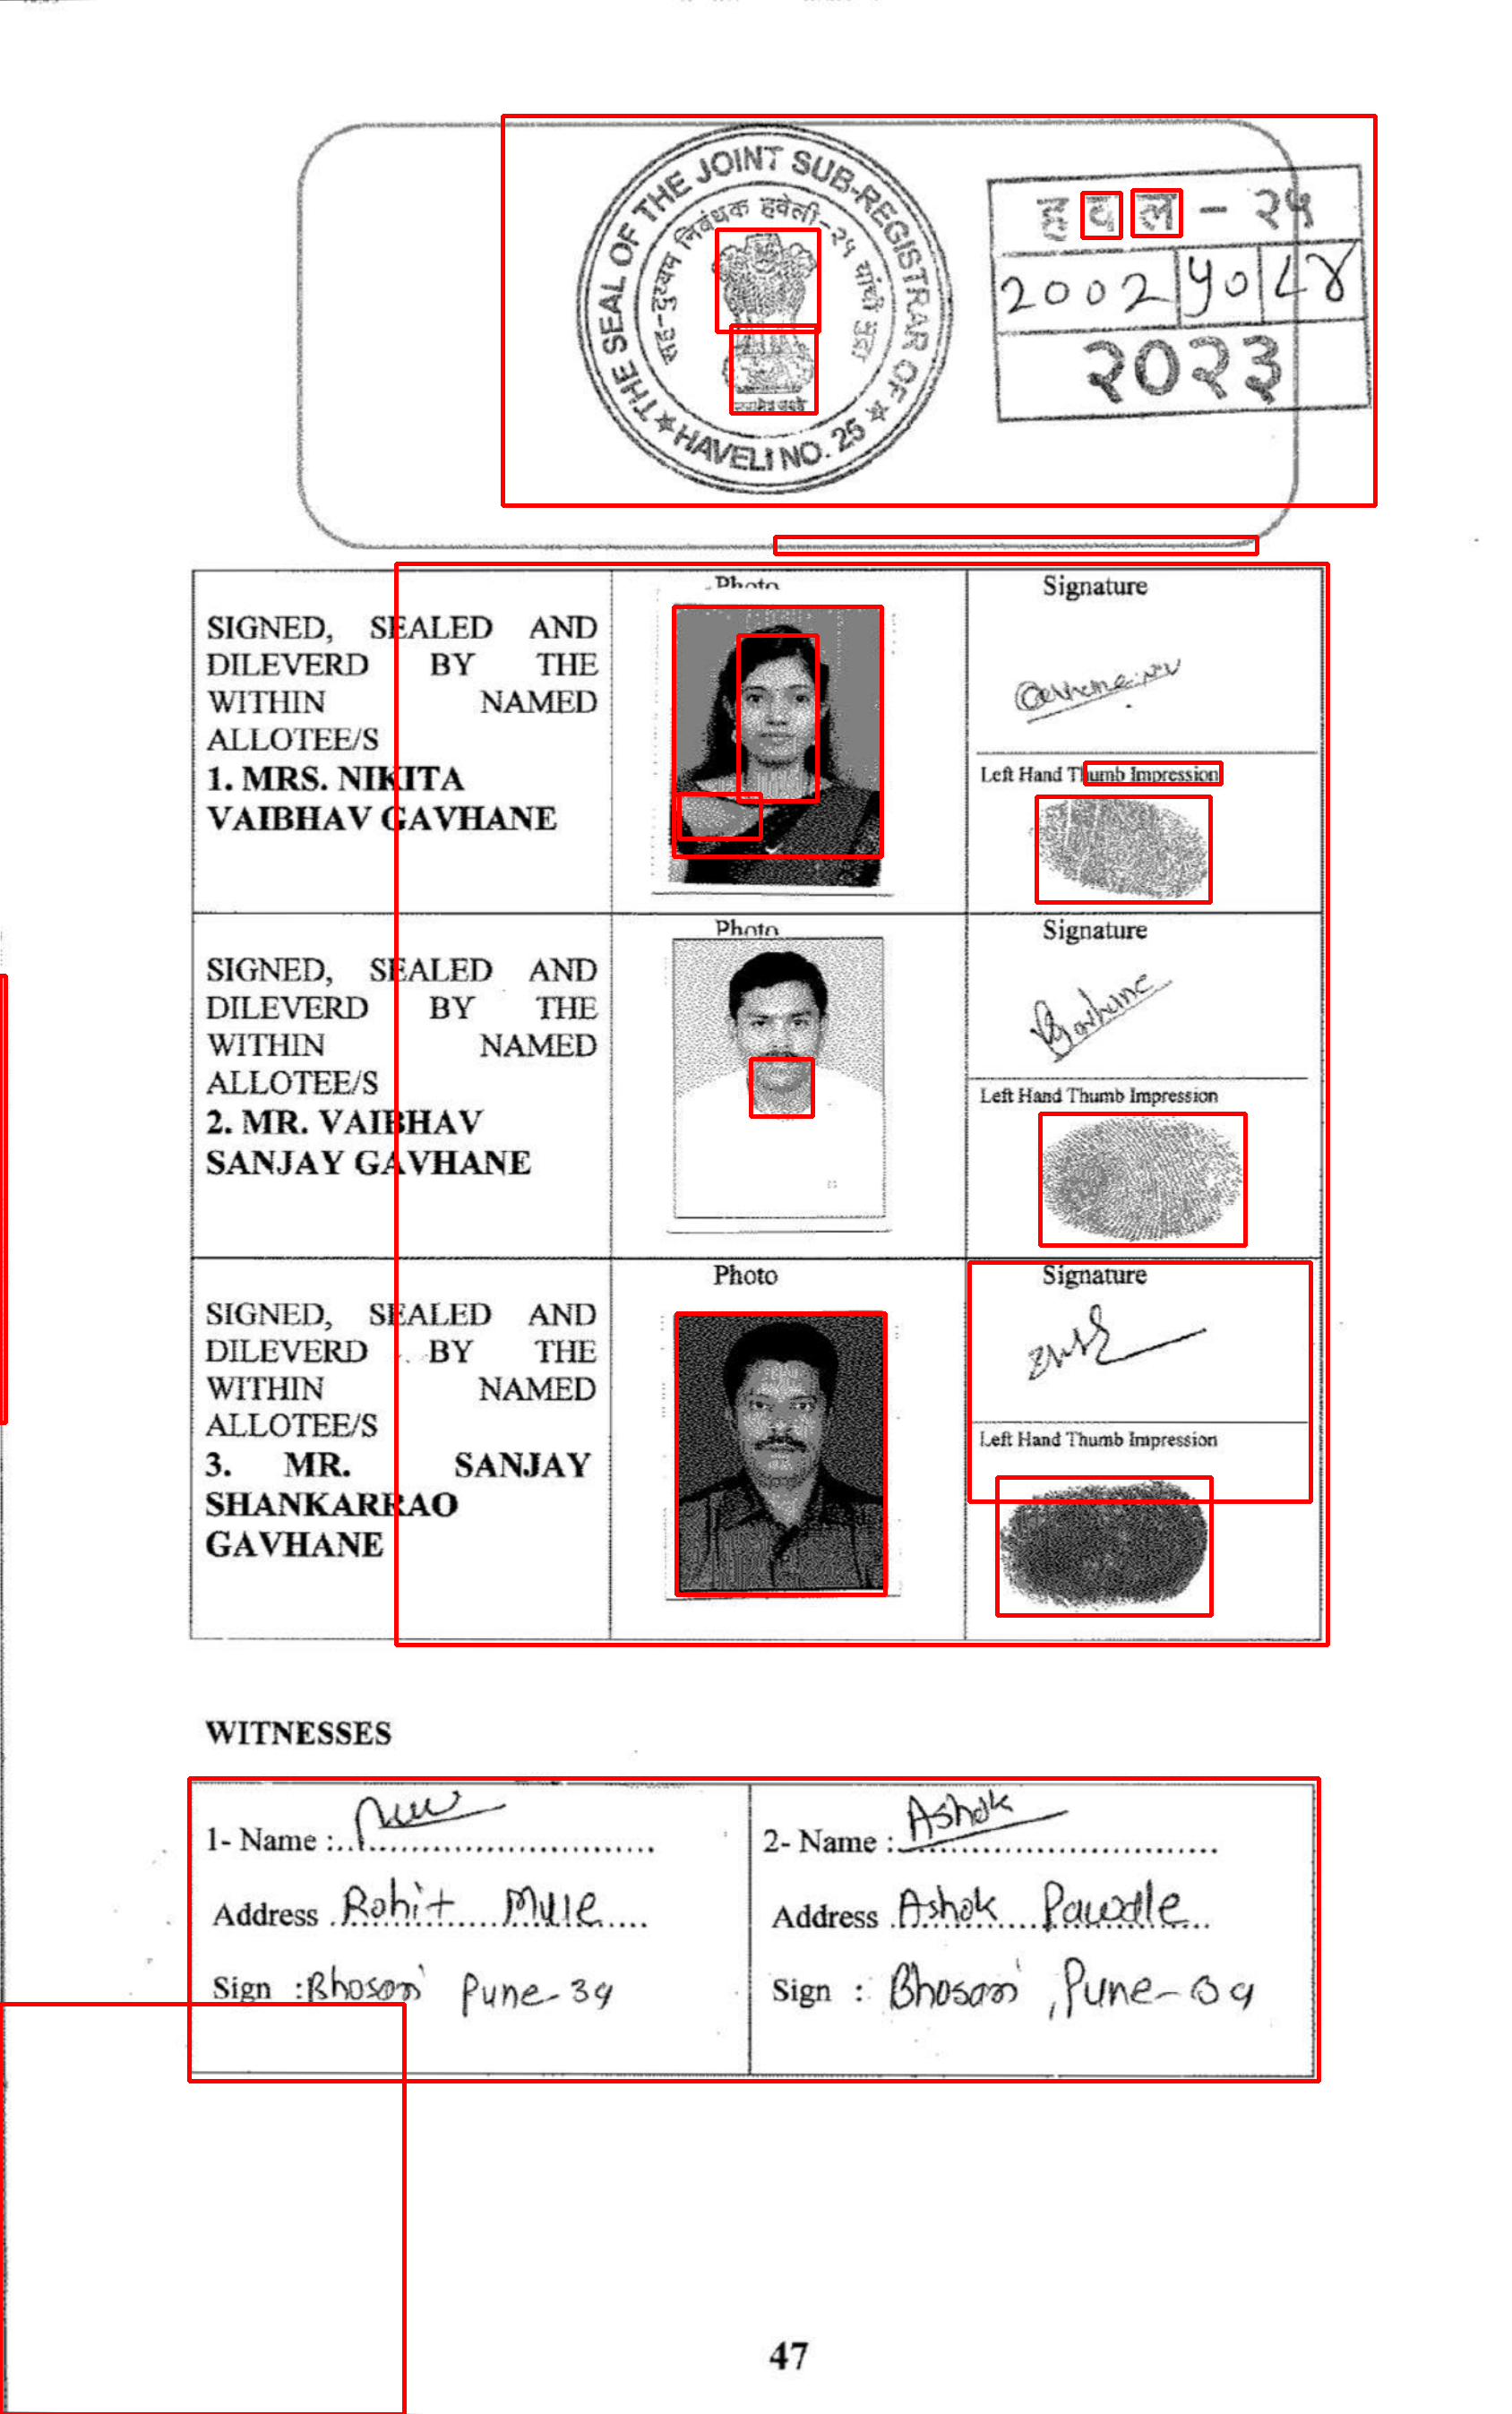 THE SEAL OF THE JOINT SUB-REGISTRAR OF
★ HAVELI NO. 25 ★
सह-दुय्यम निबंधक हवेली-२५ यांची मुद्रा
सत्यमेव जयते
हवल - २५
2002 | ५० | ८४
२०२३
Photo
Signature
SIGNED, SEALED AND
DILEVERD BY THE
WITHIN NAMED
ALLOTEE/S
1. MRS. NIKITA
VAIBHAV GAVHANE
Left Hand Thumb Impression
Photo
Signature
SIGNED, SEALED AND
DILEVERD BY THE
WITHIN NAMED
ALLOTEE/S
2. MR. VAIBHAV
SANJAY GAVHANE
Gavhane
Left Hand Thumb Impression
Photo
Signature
SIGNED, SEALED AND
DILEVERD BY THE
WITHIN NAMED
ALLOTEE/S
3. MR. SANJAY
SHANKARRAO
GAVHANE
Left Hand Thumb Impression
WITNESSES
1- Name :
Address Rohit Mule
Sign : Bhosari Pune-39
2- Name : Ashok
Address Ashok Pawdle
Sign : Bhosari, Pune-39
47